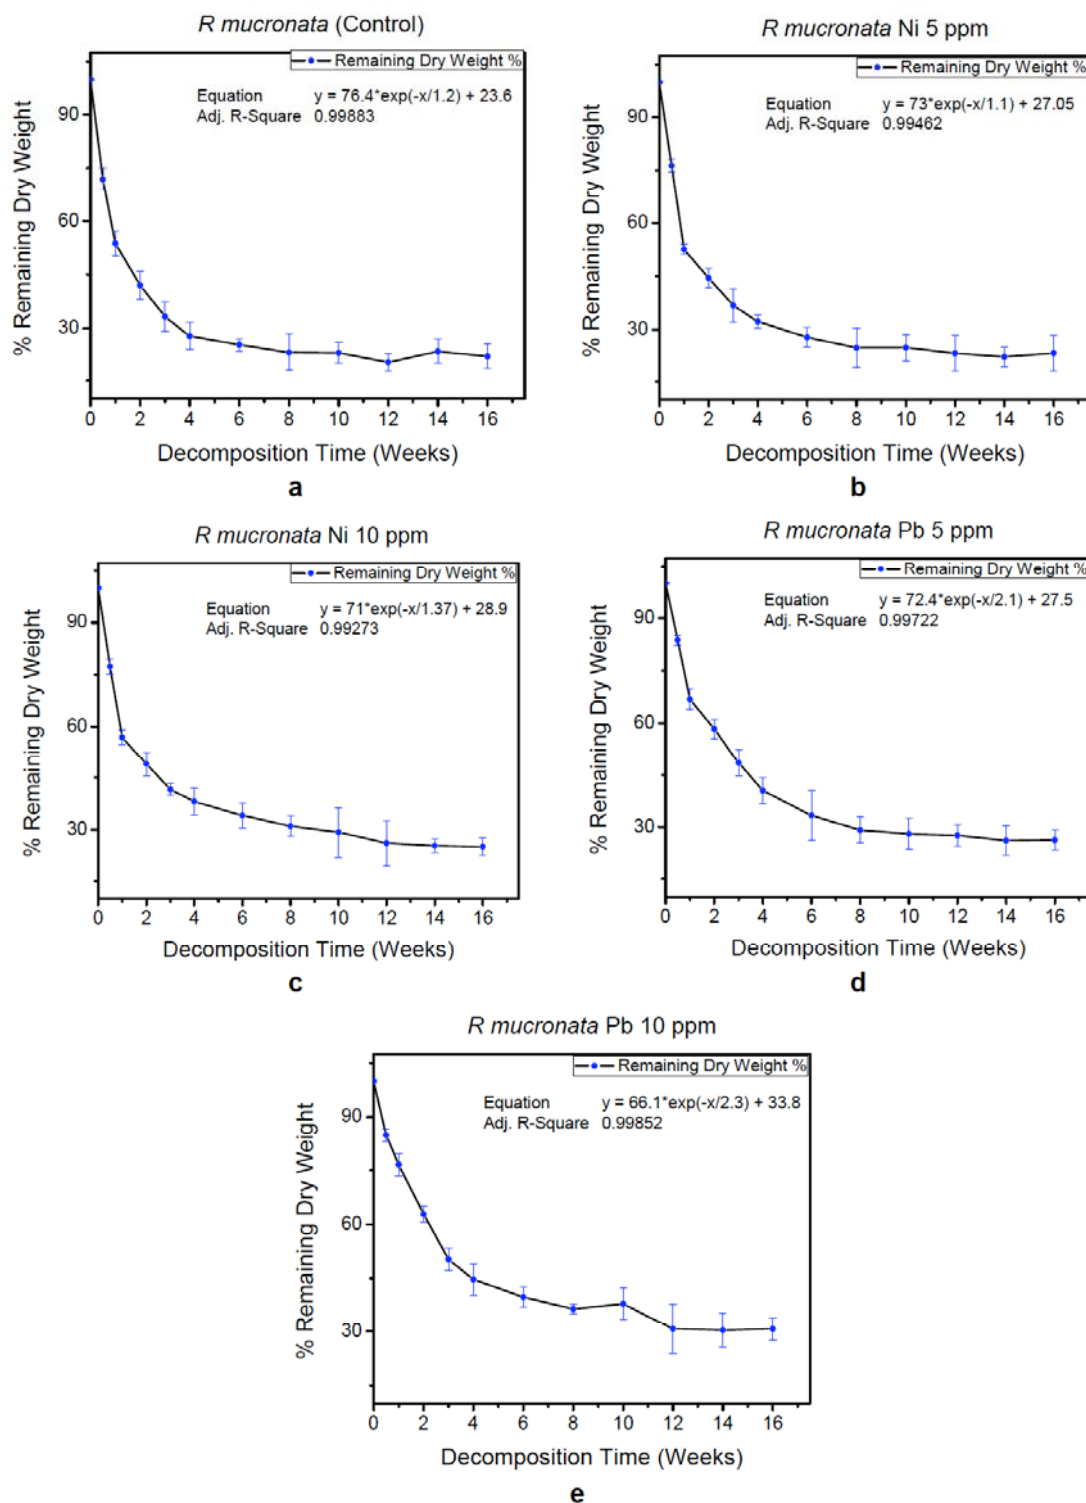 R mucronata (Control)
Remaining Dry Weight %
Equation y = 76.4*exp(-x/1.2) + 23.6
Adj. R-Square 0.99883
% Remaining Dry Weight
90
60
30
0 2 4 6 8 10 12 14 16
Decomposition Time (Weeks)
a
R mucronata Ni 5 ppm
Remaining Dry Weight %
Equation y = 73*exp(-x/1.1) + 27.05
Adj. R-Square 0.99462
% Remaining Dry Weight
90
60
30
0 2 4 6 8 10 12 14 16
Decomposition Time (Weeks)
b
R mucronata Ni 10 ppm
Remaining Dry Weight %
Equation y = 71*exp(-x/1.37) + 28.9
Adj. R-Square 0.99273
% Remaining Dry Weight
90
60
30
0 2 4 6 8 10 12 14 16
Decomposition Time (Weeks)
c
R mucronata Pb 5 ppm
Remaining Dry Weight %
Equation y = 72.4*exp(-x/2.1) + 27.5
Adj. R-Square 0.99722
% Remaining Dry Weight
90
60
30
0 2 4 6 8 10 12 14 16
Decomposition Time (Weeks)
d
R mucronata Pb 10 ppm
Remaining Dry Weight %
Equation y = 66.1*exp(-x/2.3) + 33.8
Adj. R-Square 0.99852
% Remaining Dry Weight
90
60
30
0 2 4 6 8 10 12 14 16
Decomposition Time (Weeks)
e